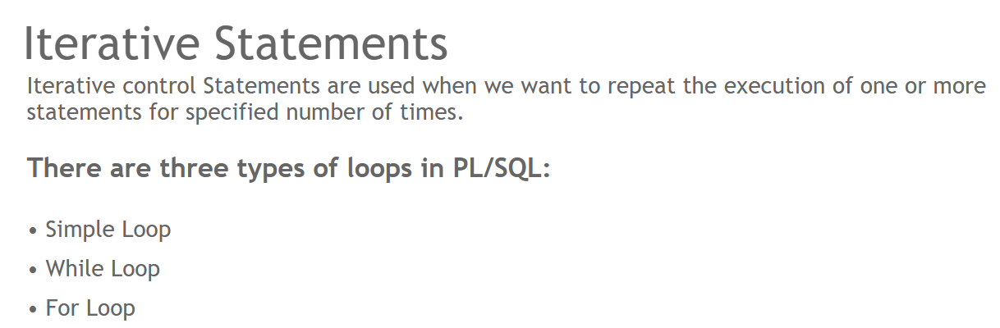 Iterative Statements
Iterative control Statements are used when we want to repeat the execution of one or more
statements for specified number of times.
There are three types of loops in PL/SQL:
• Simple Loop
• While Loop
• For Loop